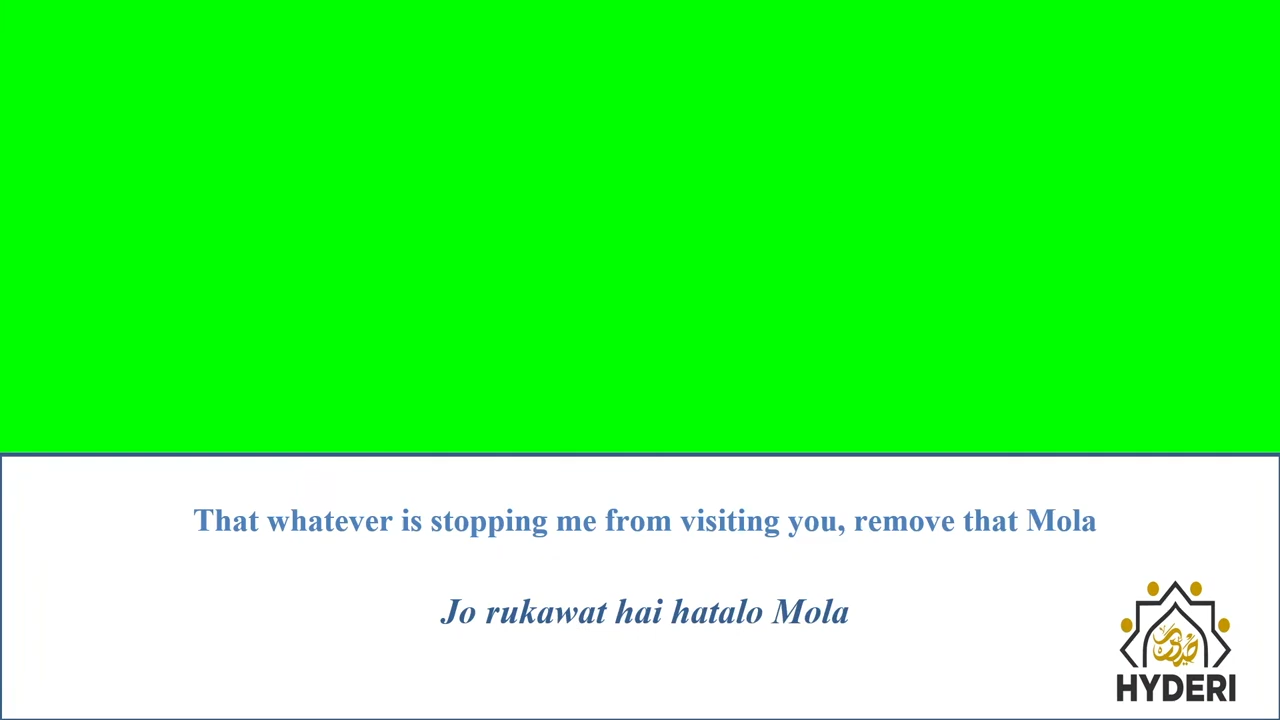 That whatever is stopping me from visiting you, remove that Mola
Jo rukawat hai hatalo Mola
HYDERI